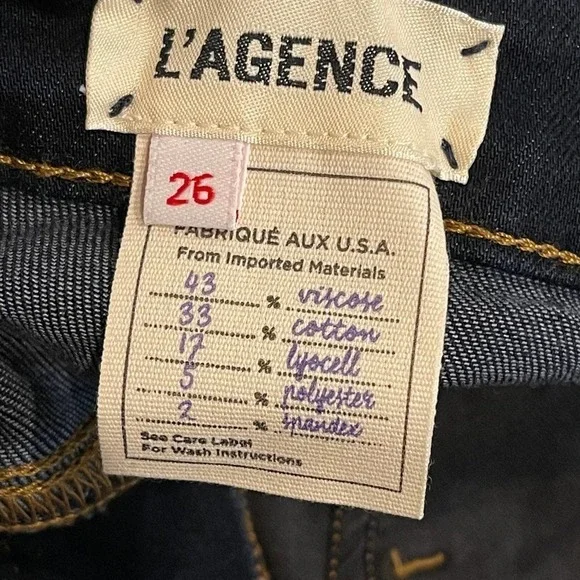 L'AGENCE
26
FABRIQUÉ AUX U.S.A.
From Imported Materials
43 % viscose
33 % cotton
17 % lyocell
5 % polyester
2 % spandex
See Care Label
For Wash Instructions